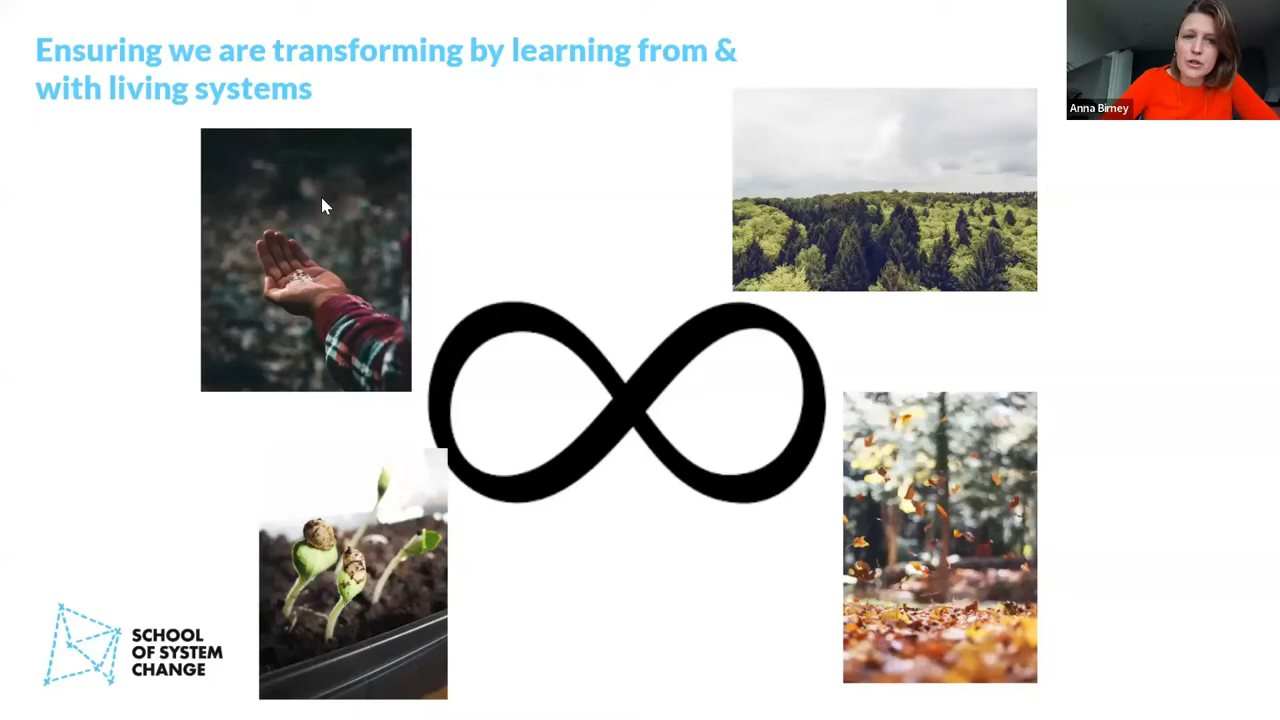 Ensuring we are transforming by learning from &
with living systems
Anna Birney
SCHOOL
OF SYSTEM
CHANGE